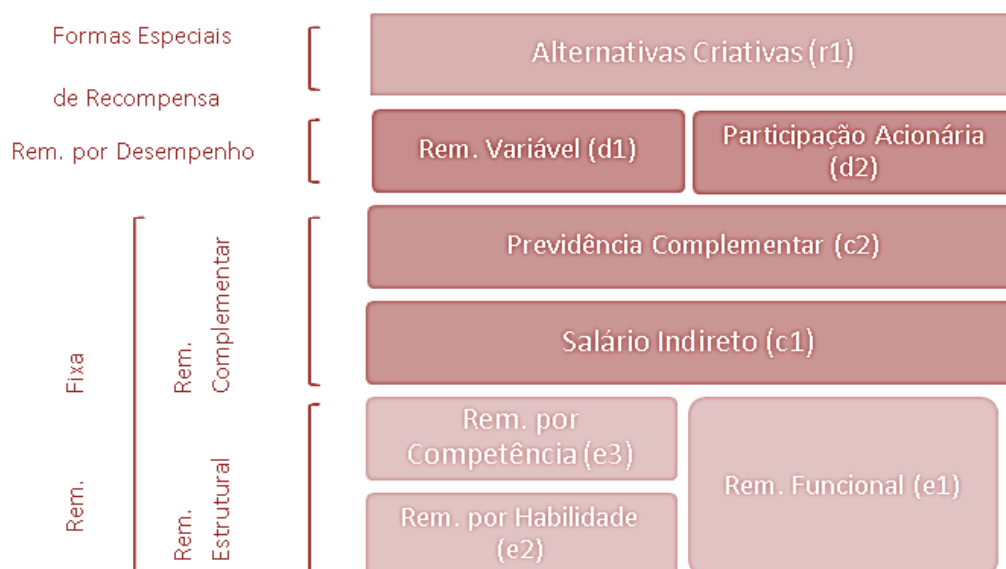 Formas Especiais
de Recompensa
Alternativas Criativas (r1)
Rem. por Desempenho
Rem. Variável (d1)
Participação Acionária
(d2)
Rem. Fixa
Rem.
Complementar
Previdência Complementar (c2)
Salário Indireto (c1)
Rem.
Estrutural
Rem. por
Competência (e3)
Rem. por Habilidade
(e2)
Rem. Funcional (e1)